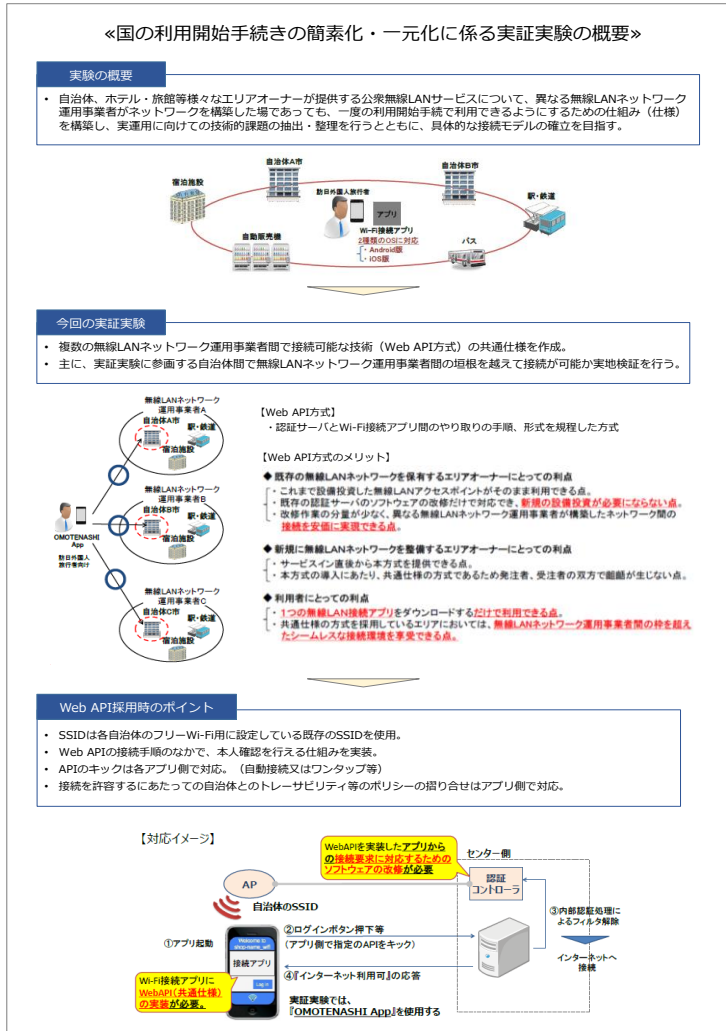 ≪国の利用開始手続きの簡素化・一元化に係る実証実験の概要≫
実験の概要
• 自治体、ホテル・旅館等様々なエリアオーナーが提供する公衆無線LANサービスについて、異なる無線LANネットワーク
運用事業者がネットワークを構築した場であっても、一度の利用開始手続で利用できるようにするための仕組み（仕様）
を構築し、実運用に向けての技術的課題の抽出・整理を行うとともに、具体的な接続モデルの確立を目指す。
自治体A市
自治体B市
宿泊施設
訪日外国人旅行者
駅・鉄道
アプリ
Wi-Fi接続アプリ
2種類のOSに対応
・Android版
・iOS版
自動販売機
バス
今回の実証実験
• 複数の無線LANネットワーク運用事業者間で接続可能な技術（Web API方式）の共通仕様を作成。
• 主に、実証実験に参画する自治体間で無線LANネットワーク運用事業者間の垣根を越えて接続が可能か実地検証を行う。
無線LANネットワーク
運用事業者A
自治体A市
駅・鉄道
宿泊施設
無線LANネットワーク
運用事業者B
自治体B市
駅・鉄道
宿泊施設
OMOTENASHI
App
訪日外国人
旅行者向け
無線LANネットワーク
運用事業者C
自治体C市
駅・鉄道
宿泊施設
【Web API方式】
・認証サーバとWi-Fi接続アプリ間のやり取りの手順、形式を規程した方式
【Web API方式のメリット】
◆ 既存の無線LANネットワークを保有するエリアオーナーにとっての利点
・これまで設備投資した無線LANアクセスポイントがそのまま利用できる点。
・既存の認証サーバのソフトウェアの改修だけで対応でき、新規の設備投資が必要にならない点。
・改修作業の分量が少なく、異なる無線LANネットワーク運用事業者が構築したネットワーク間の
接続を安価に実現できる点。
◆ 新規に無線LANネットワークを整備するエリアオーナーにとっての利点
・サービスイン直後から本方式を提供できる点。
・本方式の導入にあたり、共通仕様の方式であるため発注者、受注者の双方で齟齬が生じない点。
◆ 利用者にとっての利点
・1つの無線LAN接続アプリをダウンロードするだけで利用できる点。
・共通仕様の方式を採用しているエリアにおいては、無線LANネットワーク運用事業者間の枠を超え
たシームレスな接続環境を享受できる点。
Web API採用時のポイント
• SSIDは各自治体のフリーWi-Fi用に設定している既存のSSIDを使用。
• Web APIの接続手順のなかで、本人確認を行える仕組みを実装。
• APIのキックは各アプリ側で対応。（自動接続又はワンタップ等）
• 接続を許容するにあたっての自治体とのトレーサビリティ等のポリシーの摺り合せはアプリ側で対応。
【対応イメージ】
WebAPIを実装したアプリから
の接続要求に対応するための
ソフトウェアの改修が必要
センター側
認証
コントローラ
AP
自治体のSSID
①アプリ起動
②ログインボタン押下等
（アプリ側で指定のAPIをキック）
③内部認証処理に
よるフィルタ解除
インターネットへ
接続
Welcome to
shop-name_wifi
接続アプリ
Log in
④『インターネット利用可』の応答
Wi-Fi接続アプリに
WebAPI（共通仕様）
の実装が必要。
実証実験では、
『OMOTENASHI App』を使用する